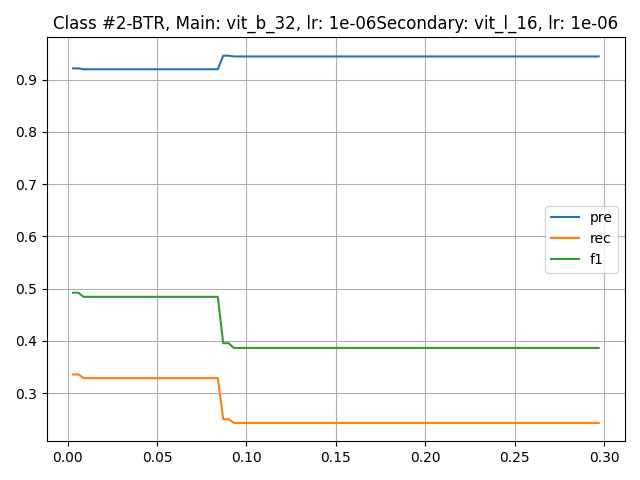 Class #2-BTR, Main: vit_b_32, lr: 1e-06Secondary: vit_l_16, lr: 1e-06
0.9
0.8
0.7
0.6
0.5
0.4
0.3
pre
rec
f1
0.00 0.05 0.10 0.15 0.20 0.25 0.30